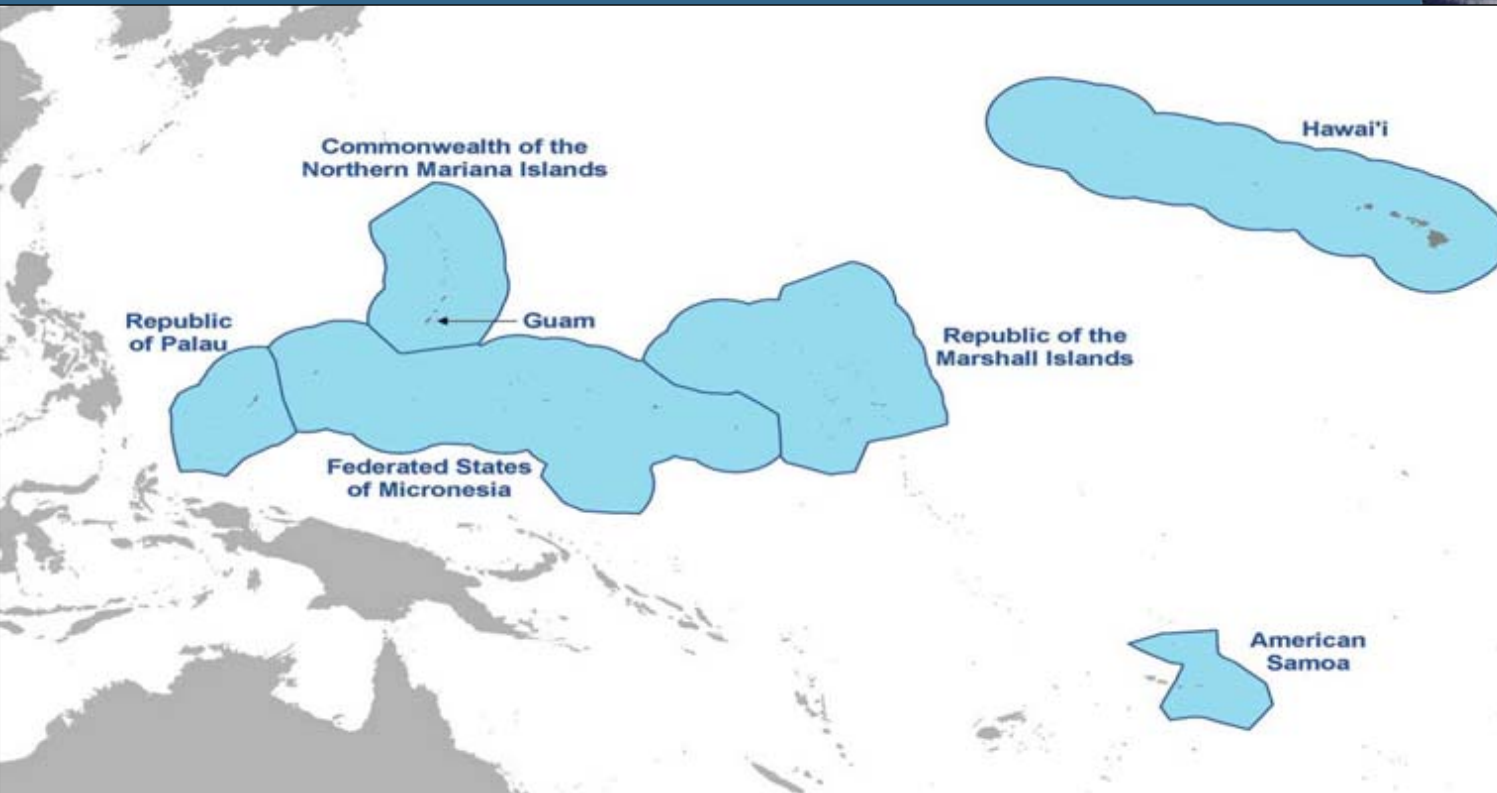 Hawai'i
Commonwealth of the
Northern Mariana Islands
Republic
of Palau
Guam
Republic of the
Marshall Islands
Federated States
of Micronesia
American
Samoa